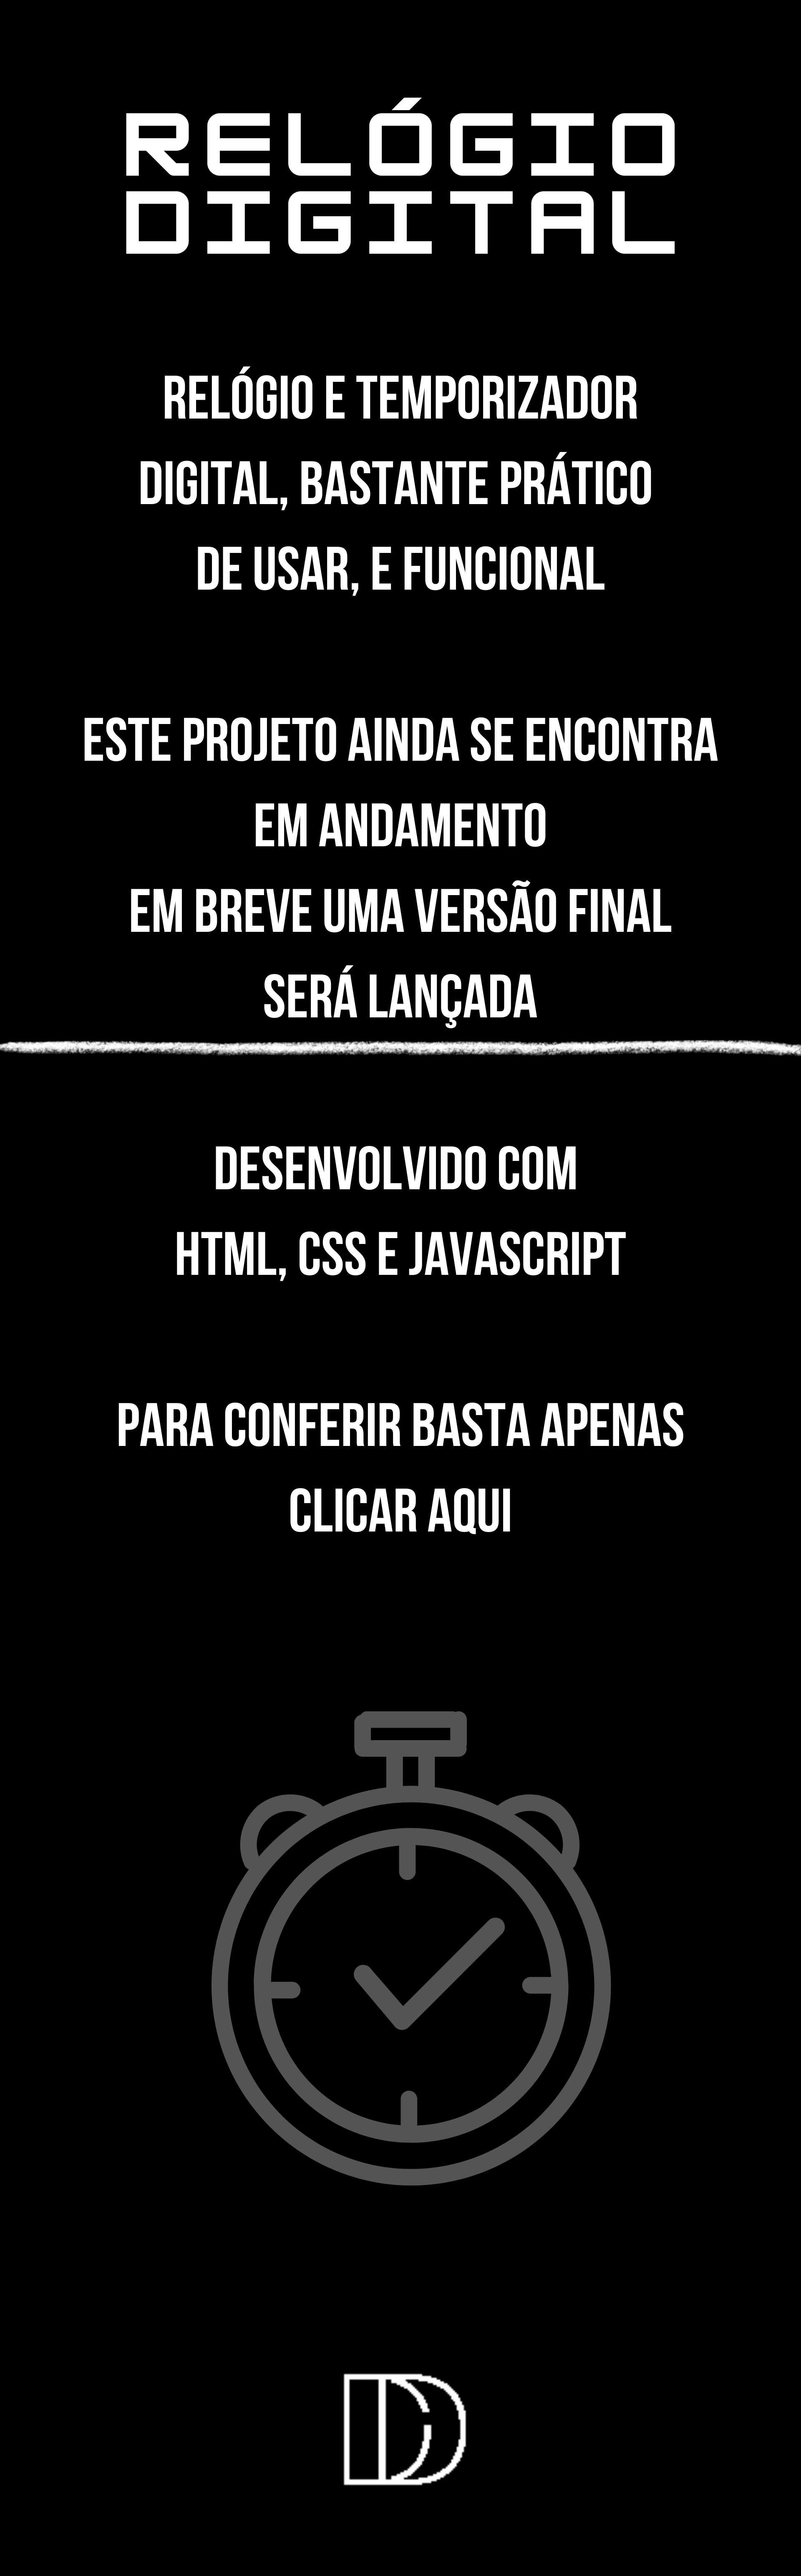 RELÓGIO
DIGITAL
RELÓGIO E TEMPORIZADOR
DIGITAL, BASTANTE PRÁTICO
DE USAR, E FUNCIONAL
ESTE PROJETO AINDA SE ENCONTRA
EM ANDAMENTO
EM BREVE UMA VERSÃO FINAL
SERÁ LANÇADA
DESENVOLVIDO COM
HTML, CSS E JAVASCRIPT
PARA CONFERIR BASTA APENAS
CLICAR AQUI